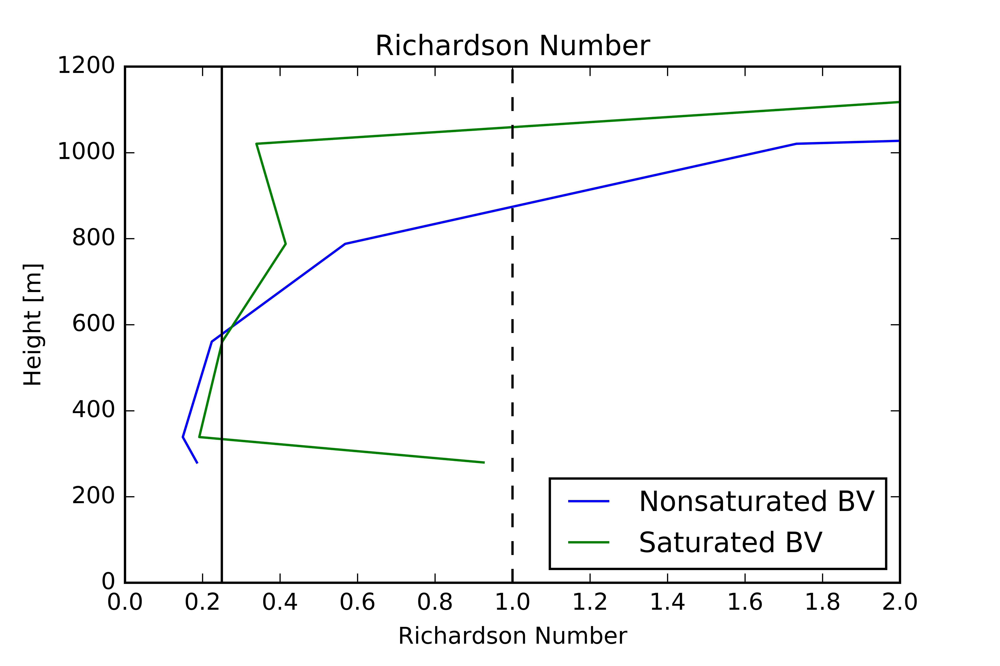 Richardson Number
1200
1000
800
600
400
200
0
Height [m]
0.0 0.2 0.4 0.6 0.8 1.0 1.2 1.4 1.6 1.8 2.0
Richardson Number
Nonsaturated BV
Saturated BV